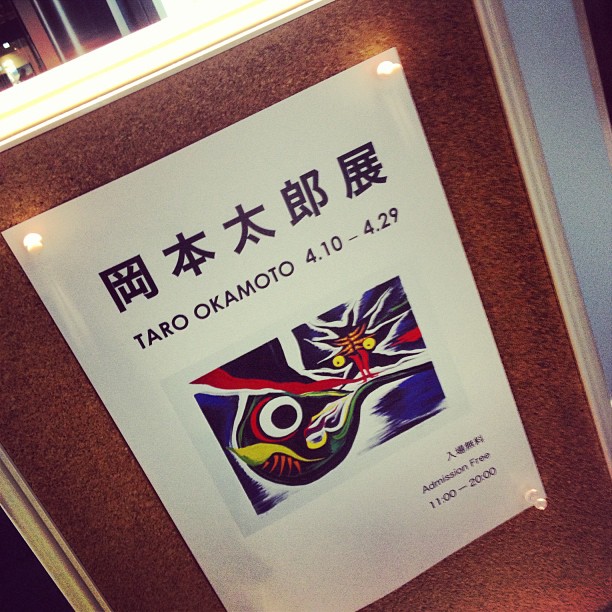 岡本太郎展
TARO OKAMOTO 4.10 – 4.29
入場無料
Admission Free
11:00 — 20:00